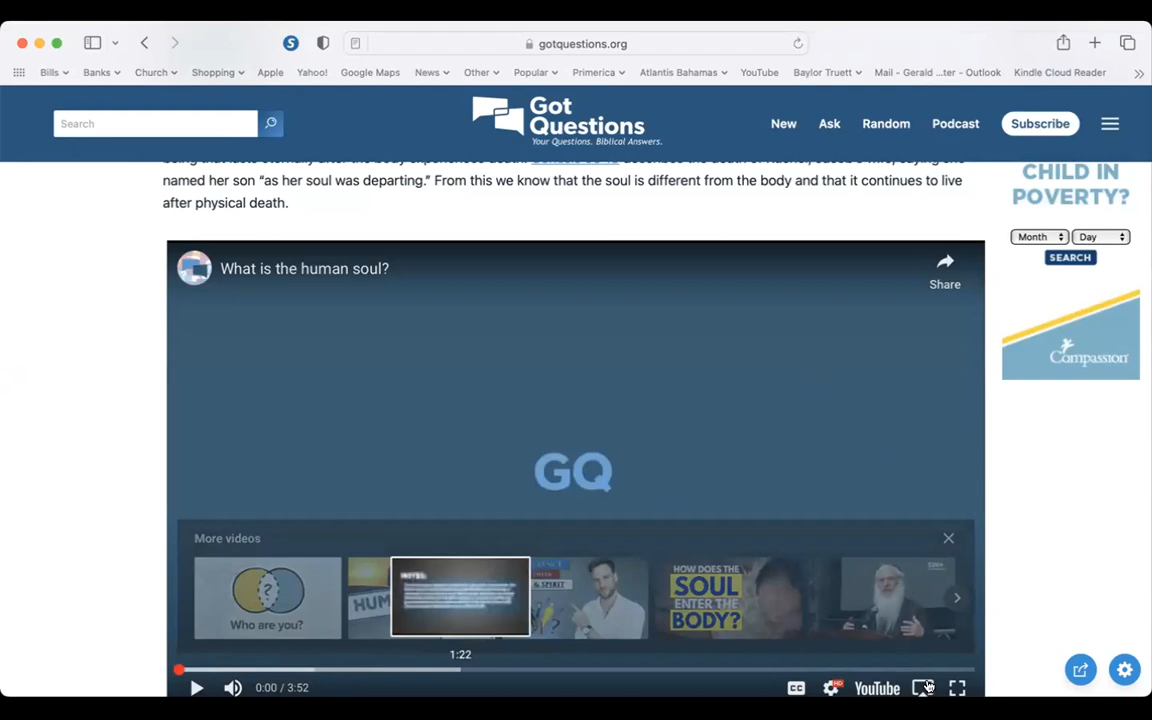 gotquestions.org
Bills Banks Church Shopping Apple Yahoo! Google Maps News Other Popular Primerica Atlantis Bahamas YouTube Baylor Truett Mail – Gerald ...ter – Outlook Kindle Cloud Reader
Search
Got
Questions
Your Questions. Biblical Answers.
New Ask Random Podcast Subscribe
named her son “as her soul was departing.” From this we know that the soul is different from the body and that it continues to live
after physical death.
CHILD IN
POVERTY?
Month Day
SEARCH
Compassion
What is the human soul?
Share
GQ
More videos
Who are you?
HUM
& SPIRIT
HOW DOES THE
SOUL
ENTER THE
BODY?
1:22
0:00 / 3:52
CC HD YouTube